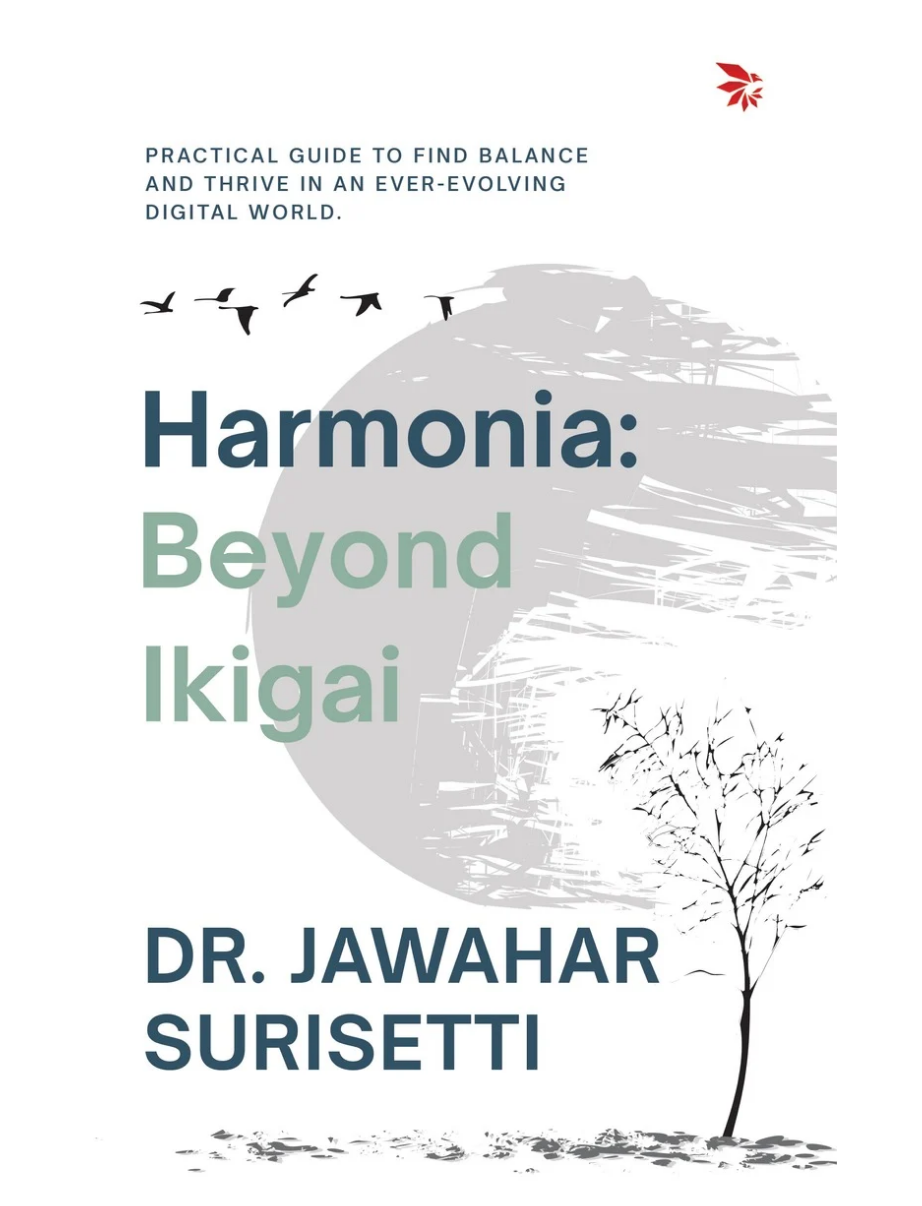 PRACTICAL GUIDE TO FIND BALANCE
AND THRIVE IN AN EVER-EVOLVING
DIGITAL WORLD.
Harmonia:
Beyond
Ikigai
DR. JAWAHAR
SURISETTI